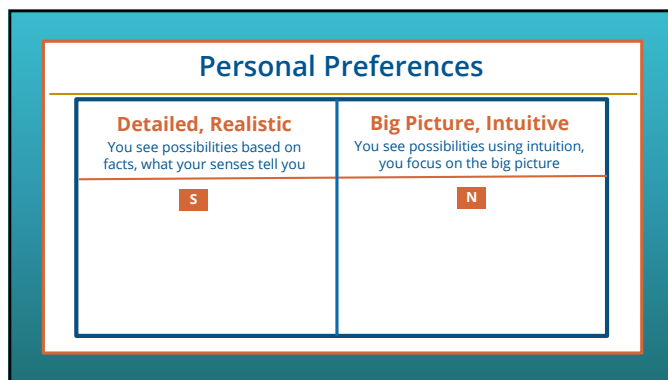 Personal Preferences
Detailed, Realistic
You see possibilities based on
facts, what your senses tell you
S
Big Picture, Intuitive
You see possibilities using intuition,
you focus on the big picture
N